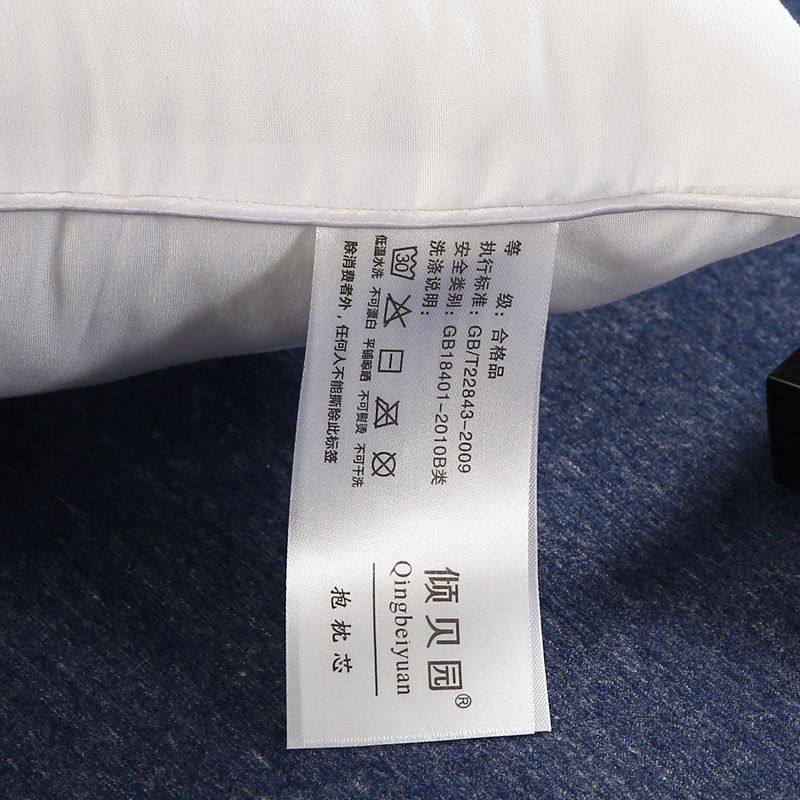 倾贝园®
Qingbeiyuan
抱枕芯
等 级：合格品
执行标准：GB/T22843-2009
安全类别：GB18401-2010B类
洗涤说明：
30
低温水洗 不可漂白 平铺晾晒 不可熨烫 不可干洗
除消费者外，任何人不能撕除此标签